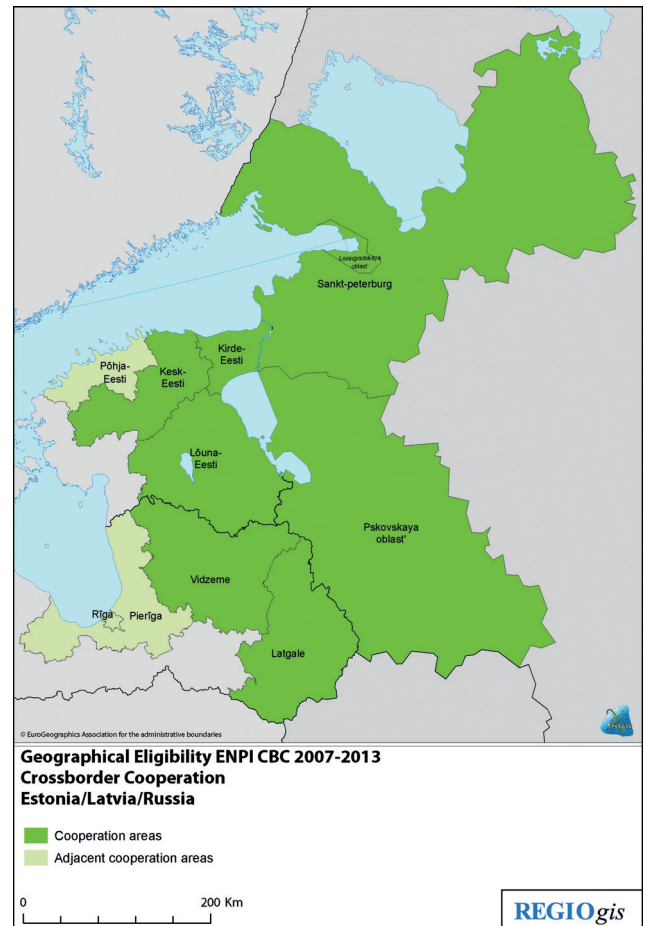 Leningradskaya
oblast'
Sankt-peterburg
Kirde-
Eesti
Põhja-
Eesti
Kesk-
Eesti
Lõuna-
Eesti
Pskovskaya
oblast'
Vidzeme
Rīga
Pierīga
Latgale
© EuroGeographics Association for the administrative boundaries
Geographical Eligibility ENPI CBC 2007-2013
Crossborder Cooperation
Estonia/Latvia/Russia
Cooperation areas
Adjacent cooperation areas
0 200 Km
REGIOgis